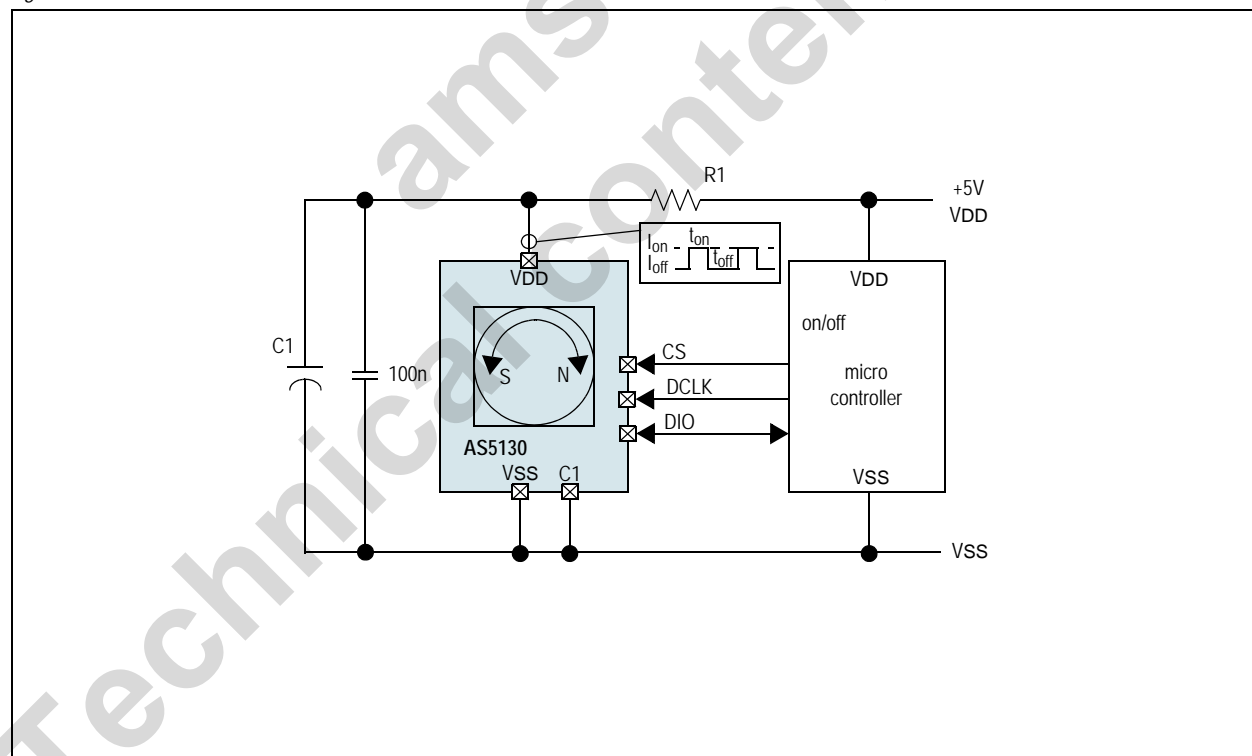 R1
+5V
VDD
Ion
ton
Ioff
toff
VDD
VDD
on/off
C1
100n
S
N
CS
DCLK
DIO
micro
controller
AS5130
VSS
C1
VSS
VSS
ams
Technical conten